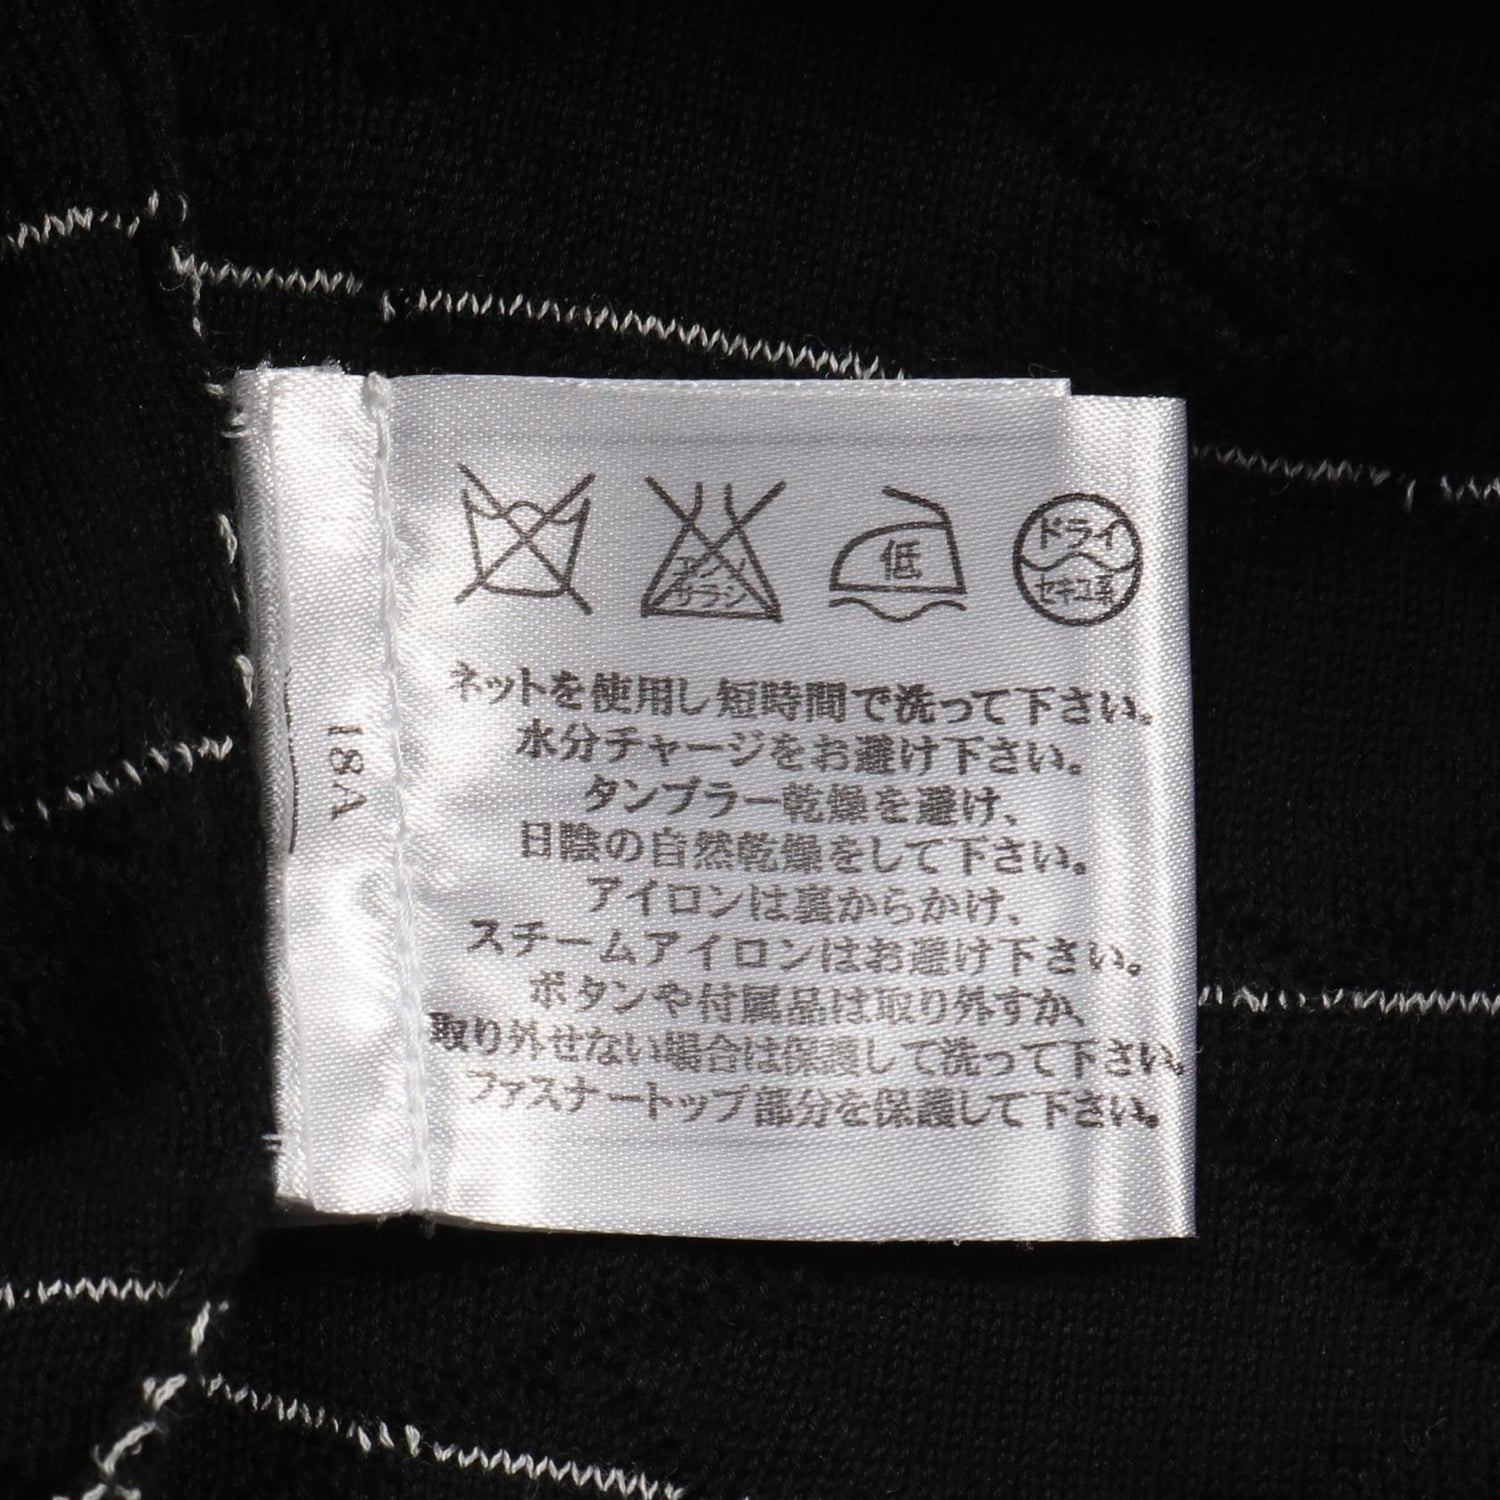 エンソ
サラシ
低
ドライ
セキユ系
ネットを使用し短時間で洗って下さい。
水分チャージをお避け下さい。
タンブラー乾燥を避け、
日陰の自然乾燥をして下さい。
アイロンは裏からかけ、
スチームアイロンはお避け下さい。
ボタンや付属品は取り外すか、
取り外せない場合は保護して洗って下さい。
ファスナートップ部分を保護して下さい。
18A